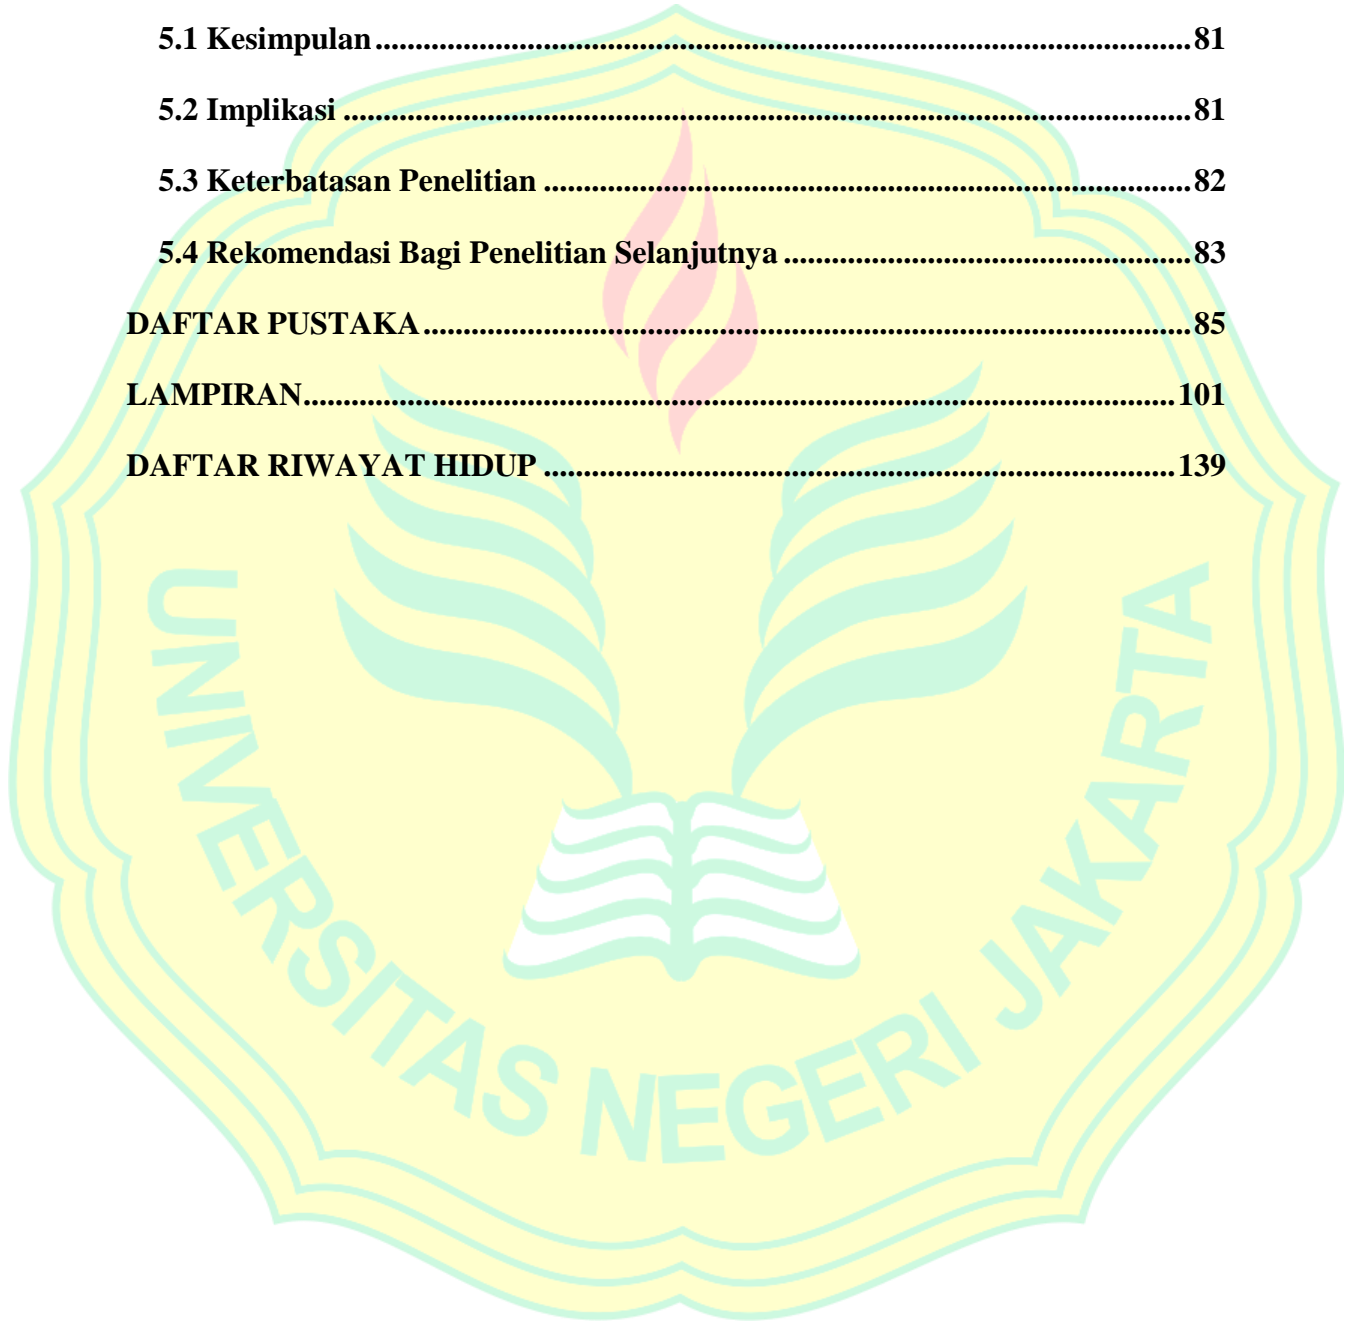 5.1 Kesimpulan.....................................................................................................81
5.2 Implikasi.........................................................................................................81
5.3 Keterbatasan Penelitian................................................................................82
5.4 Rekomendasi Bagi Penelitian Selanjutnya..................................................83
DAFTAR PUSTAKA...............................................................................................85
LAMPIRAN............................................................................................................101
DAFTAR RIWAYAT HIDUP..............................................................................139
UNIVERSITAS NEGERI JAKARTA